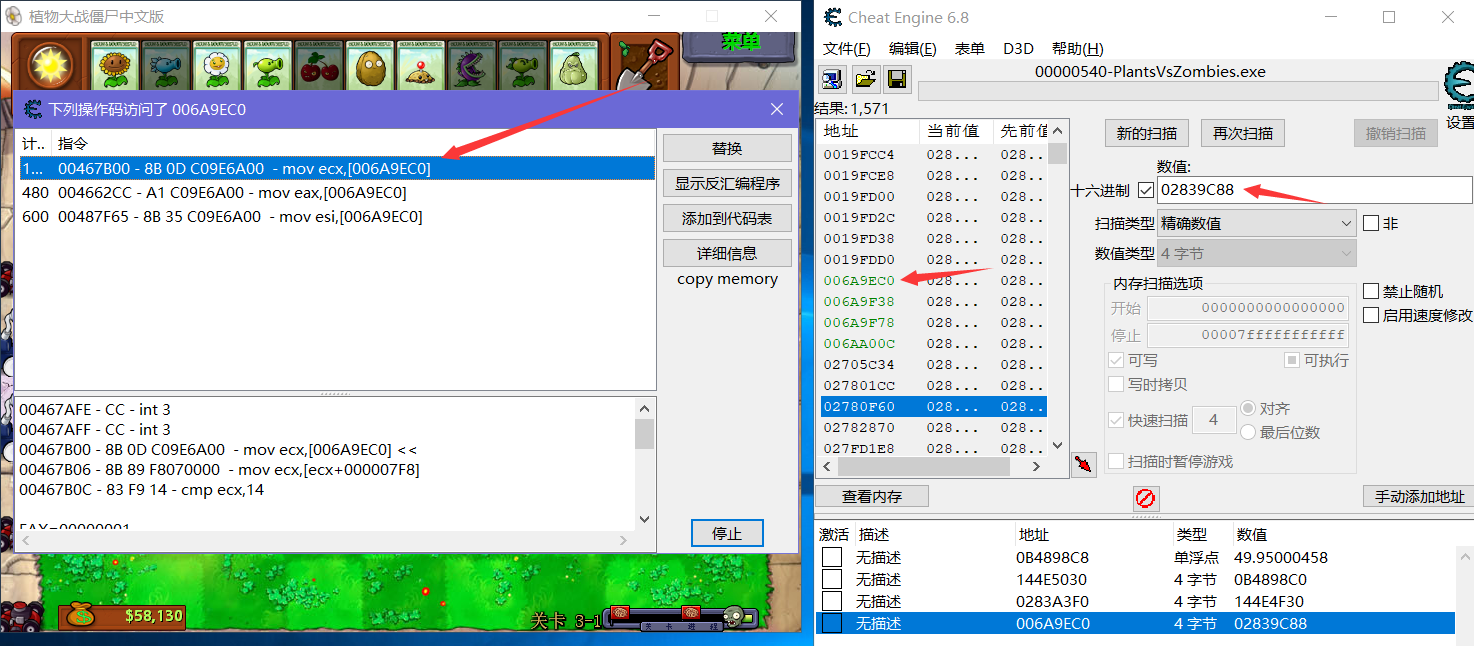 植物大战僵尸中文版
菜单
下列操作码访问了 006A9EC0
计.. 指令
1... 00467B00 - 8B 0D C09E6A00 - mov ecx,[006A9EC0]
480 004662CC - A1 C09E6A00 - mov eax,[006A9EC0]
600 00487F65 - 8B 35 C09E6A00 - mov esi,[006A9EC0]
替换
显示反汇编程序
添加到代码表
详细信息
copy memory
停止
00467AFE - CC - int 3
00467AFF - CC - int 3
00467B00 - 8B 0D C09E6A00 - mov ecx,[006A9EC0] <<
00467B06 - 8B 89 F8070000 - mov ecx,[ecx+000007F8]
00467B0C - 83 F9 14 - cmp ecx,14
EAX=00000001
$58,130
关卡 3-1
关卡进程
Cheat Engine 6.8
文件(F) 编辑(E) 表单 D3D 帮助(H)
00000540-PlantsVsZombies.exe
结果: 1,571
设置
地址 当前值 先前值
0019FCC4 028... 028..
0019FCE8 028... 028..
0019FD00 028... 028..
0019FD2C 028... 028..
0019FD38 028... 028..
0019FDD0 028... 028..
006A9EC0 028... 028..
006A9F38 028... 028..
006A9F78 028... 028..
006AA00C 028... 028..
02705C34 028... 028..
027801CC 028... 028..
02780F60 028... 028..
02782870 028... 028..
027FD1E8 028... 028..
新的扫描 再次扫描 撤销扫描
数值:
十六进制 02839C88
扫描类型 精确数值 非
数值类型 4 字节
内存扫描选项
开始 0000000000000000
停止 00007fffffffffff
可写 可执行
写时拷贝
快速扫描 4 对齐
最后位数
扫描时暂停游戏
禁止随机
启用速度修改
查看内存 手动添加地址
激活 描述 地址 类型 数值
无描述 0B4898C8 单浮点 49.95000458
无描述 144E5030 4 字节 0B4898C0
无描述 0283A3F0 4 字节 144E4F30
无描述 006A9EC0 4 字节 02839C88